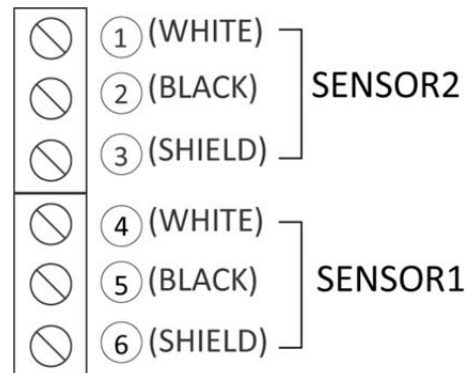 ① (WHITE)
② (BLACK) SENSOR2
③ (SHIELD)
④ (WHITE)
⑤ (BLACK) SENSOR1
⑥ (SHIELD)